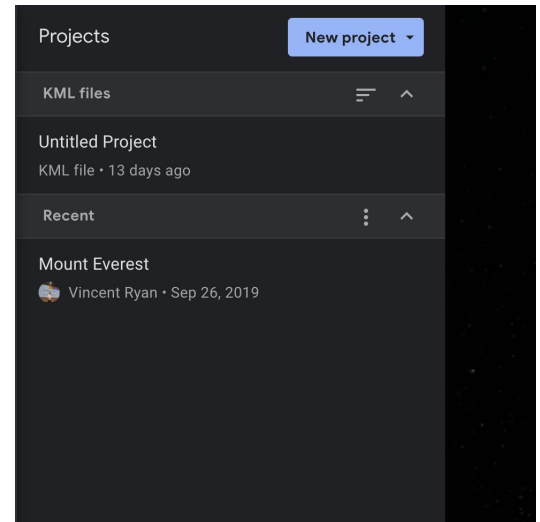 Projects
New project
KML files
Untitled Project
KML file • 13 days ago
Recent
Mount Everest
Vincent Ryan • Sep 26, 2019